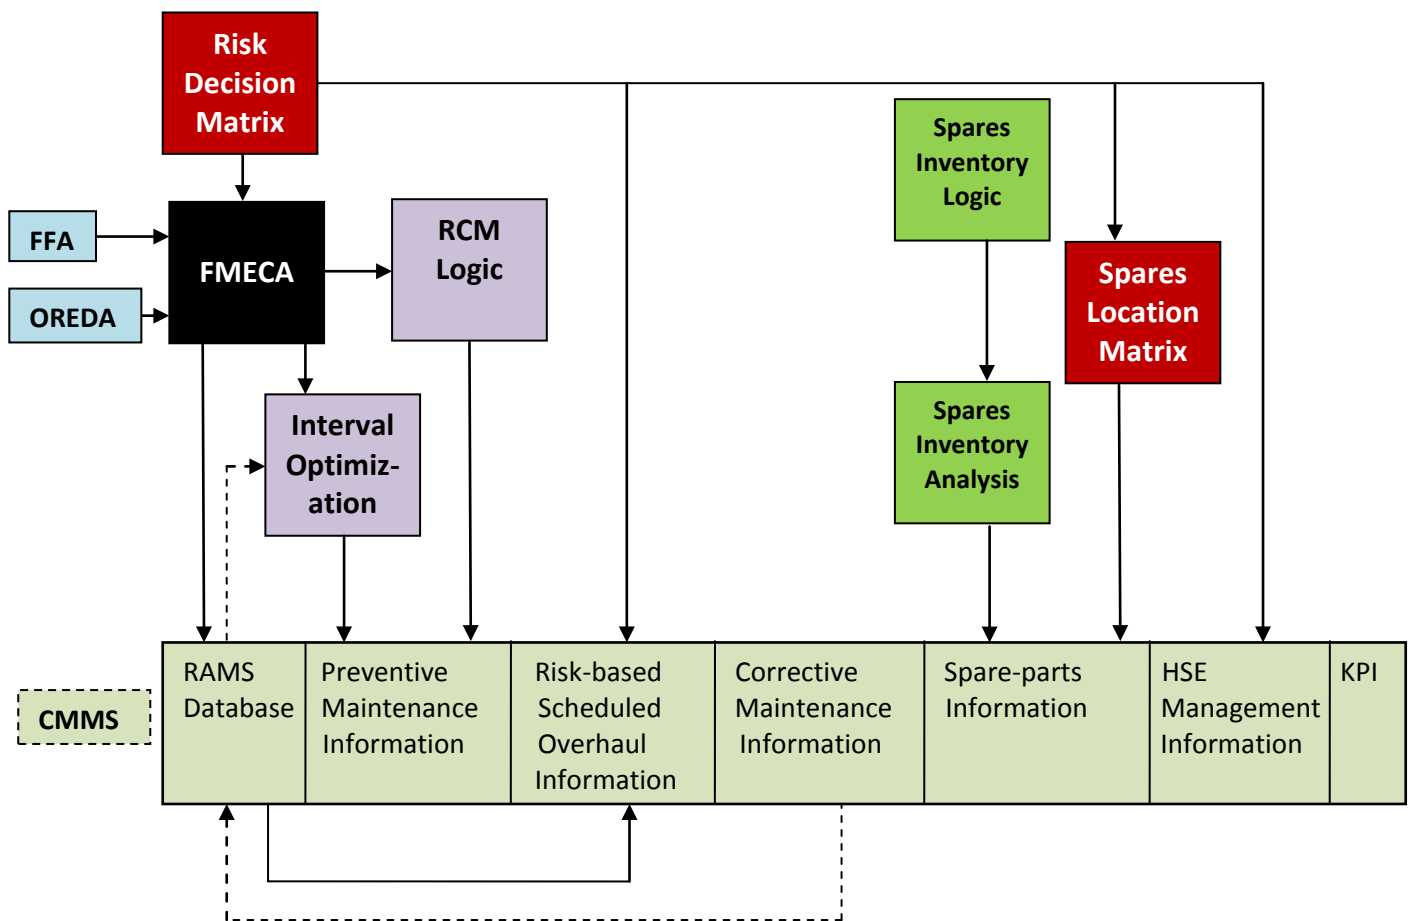 Risk
Decision
Matrix
Spares
Inventory
Logic
FFA
OREDA
FMECA
RCM
Logic
Spares
Location
Matrix
Interval
Optimiz-
ation
Spares
Inventory
Analysis
CMMS
RAMS
Database
Preventive
Maintenance
Information
Risk-based
Scheduled
Overhaul
Information
Corrective
Maintenance
Information
Spare-parts
Information
HSE
Management
Information
KPI